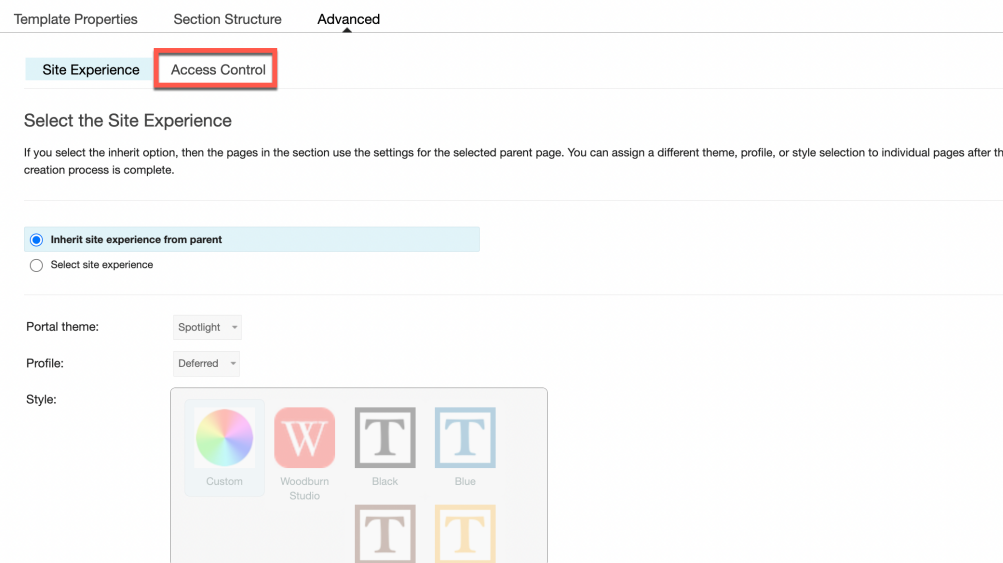 Template Properties Section Structure Advanced
Site Experience Access Control
Select the Site Experience
If you select the inherit option, then the pages in the section use the settings for the selected parent page. You can assign a different theme, profile, or style selection to individual pages after th
creation process is complete.
Inherit site experience from parent
Select site experience
Portal theme: Spotlight
Profile: Deferred
Style:
W T T
Custom Woodburn Black Blue
Studio
T T